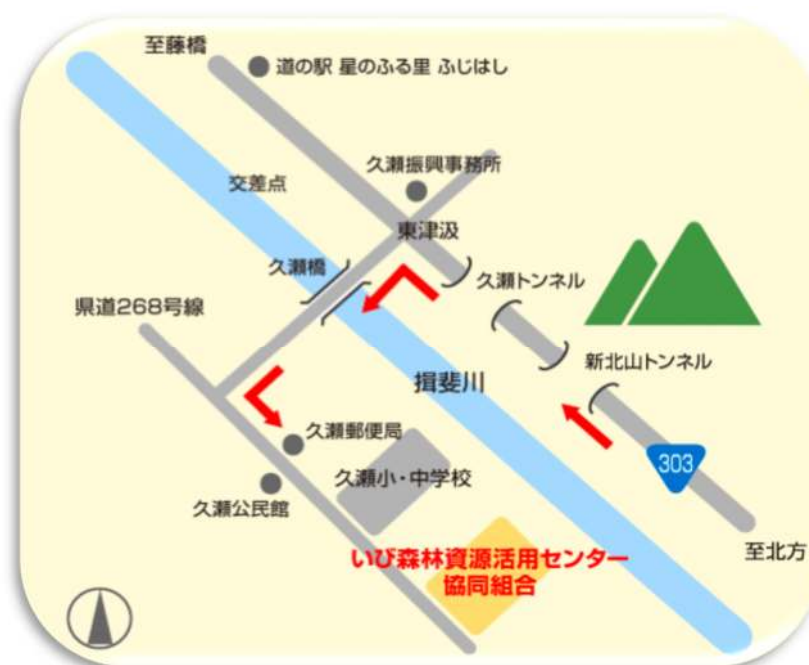 至藤橋
道の駅 星のふる里 ふじはし
久瀬振興事務所
交差点
東津汲
久瀬橋
久瀬トンネル
県道268号線
新北山トンネル
揖斐川
久瀬郵便局
303
久瀬小・中学校
久瀬公民館
至北方
いび森林資源活用センター
協同組合